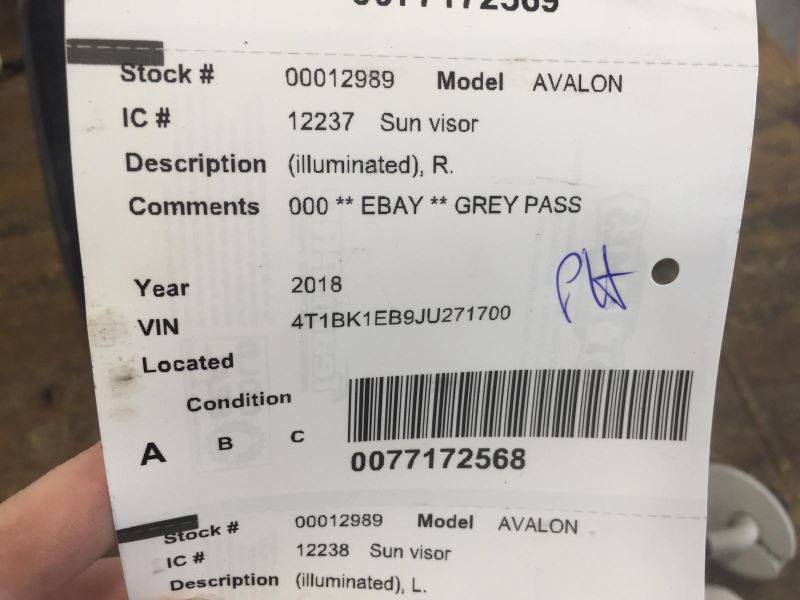 Stock # 00012989 Model AVALON
IC # 12237 Sun visor
Description (illuminated), R.
Comments 000 ** EBAY ** GREY PASS
Year 2018
PH
VIN 4T1BK1EB9JU271700
Located
Condition
A B C
0077172568
Stock # 00012989 Model AVALON
IC # 12238 Sun visor
Description (illuminated), L.